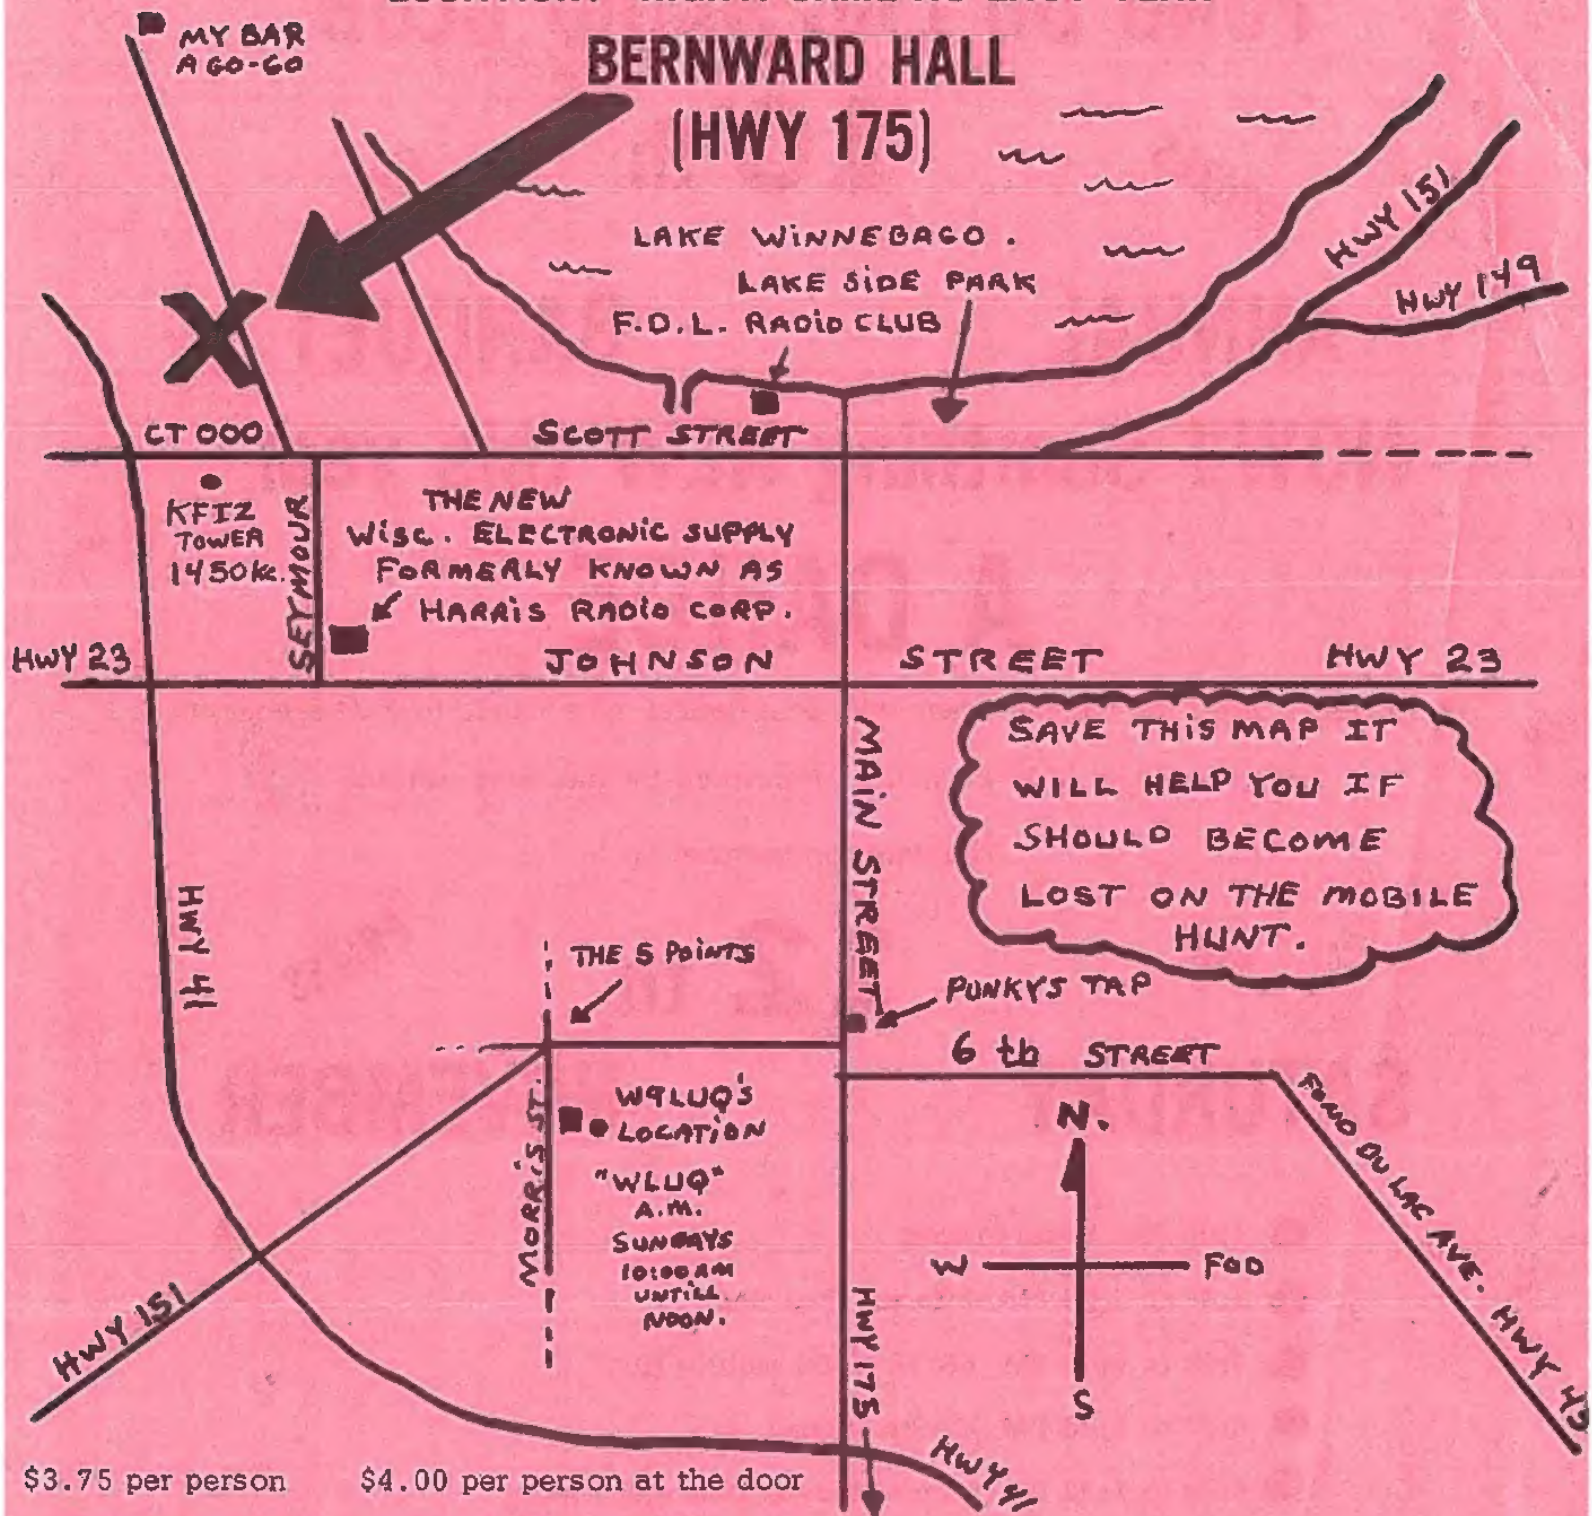 MY BAR
A GO-GO
BERNWARD HALL
(HWY 175)
LAKE WINNEBAGO.
LAKE SIDE PARK
F.D.L. RADIO CLUB
HWY 151
HWY 149
CT 000
SCOTT STREET
KFIZ
TOWER
1450 kc.
SEYMOUR
THE NEW
WISC. ELECTRONIC SUPPLY
FORMERLY KNOWN AS
HARRIS RADIO CORP.
HWY 23
JOHNSON STREET
HWY 23
SAVE THIS MAP IT
WILL HELP YOU IF
SHOULD BECOME
LOST ON THE MOBILE
HUNT.
MAIN STREET
HWY 41
THE 5 POINTS
PUNKYS TAP
6 th STREET
MORRIS ST.
W9LUQ'S
LOCATION
"WLUQ"
A.M.
SUNDAYS
10:00 AM
UNTILL
NOON.
N.
W
FOO
S
FOND DU LAC AVE. HWY 45
HWY 151
HWY 175
HWY 41
$3.75 per person $4.00 per person at the door